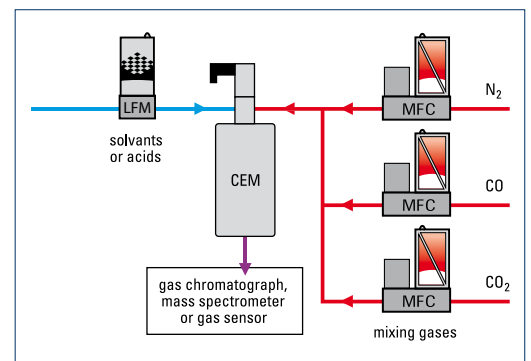 LFM
solvants
or acids
CEM
gas chromatograph,
mass spectrometer
or gas sensor
MFC
N₂
MFC
CO
MFC
CO₂
mixing gases